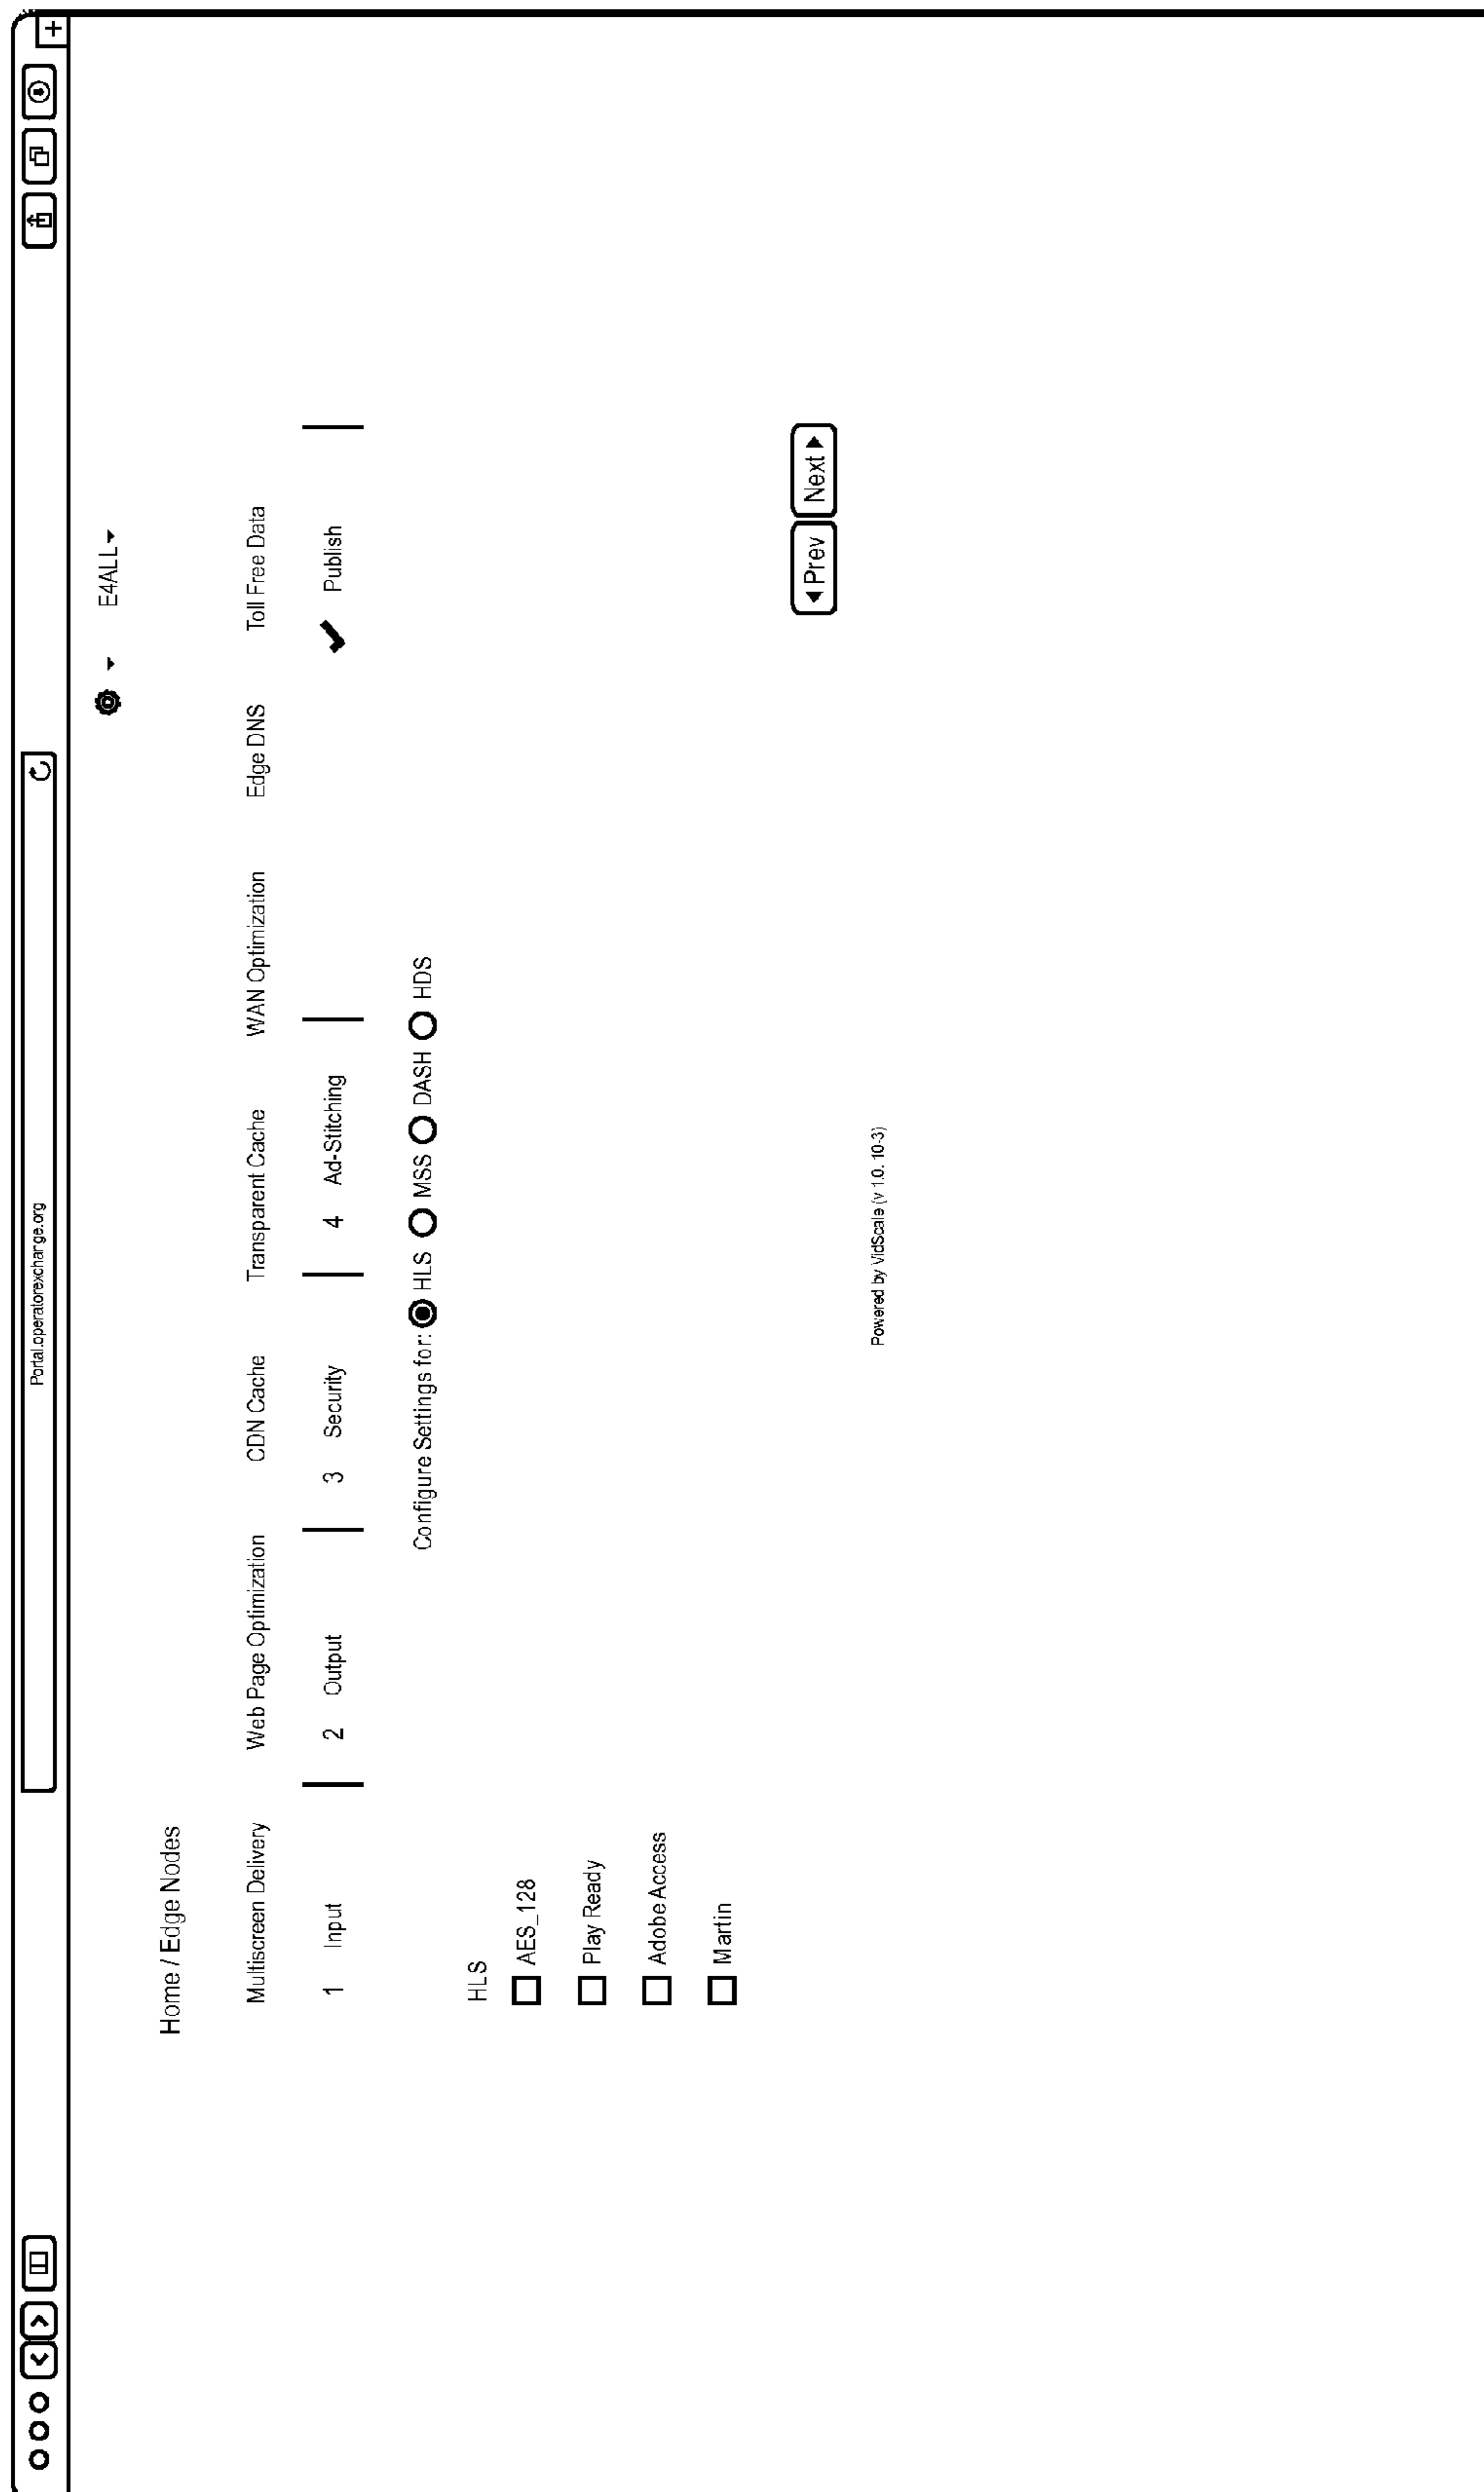 Portal.operatorexchange.org
E4ALL
Home / Edge Nodes
Multiscreen Delivery Web Page Optimization CDN Cache Transparent Cache WAN Optimization Edge DNS Toll Free Data
1 Input 2 Output 3 Security 4 Ad-Stitching Publish
Configure Settings for: HLS MSS DASH HDS
HLS
AES_128
Play Ready
Adobe Access
Martin
Prev Next
Powered by VidScale (v 1.0. 10-3)